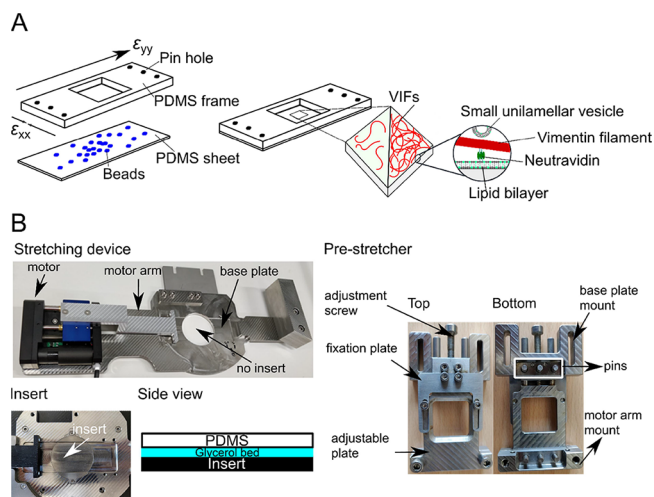 A
εyy
Pin hole
PDMS frame
εxx
PDMS sheet
Beads
VIFs
Small unilamellar vesicle
Vimentin filament
Neutravidin
Lipid bilayer
B
Stretching device
motor
motor arm
base plate
no insert
Insert
insert
Side view
PDMS
Glycerol bed
Insert
Pre-stretcher
adjustment
screw
Top
Bottom
base plate
mount
fixation plate
pins
adjustable
plate
motor arm
mount